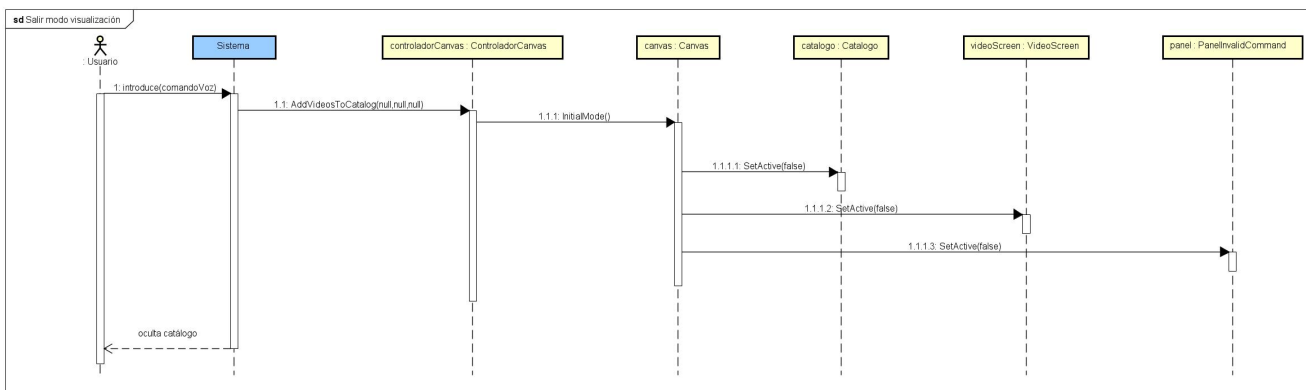 sd Salir modo visualización
: Usuario
Sistema
controladorCanvas : ControladorCanvas
canvas : Canvas
catalogo : Catalogo
videoScreen : VideoScreen
panel : PanelInvalidCommand
1: introduce(comandoVoz)
1.1: AddVideosToCatalog(null,null,null)
1.1.1: InitialMode()
1.1.1.1: SetActive(false)
1.1.1.2: SetActive(false)
1.1.1.3: SetActive(false)
oculta catálogo